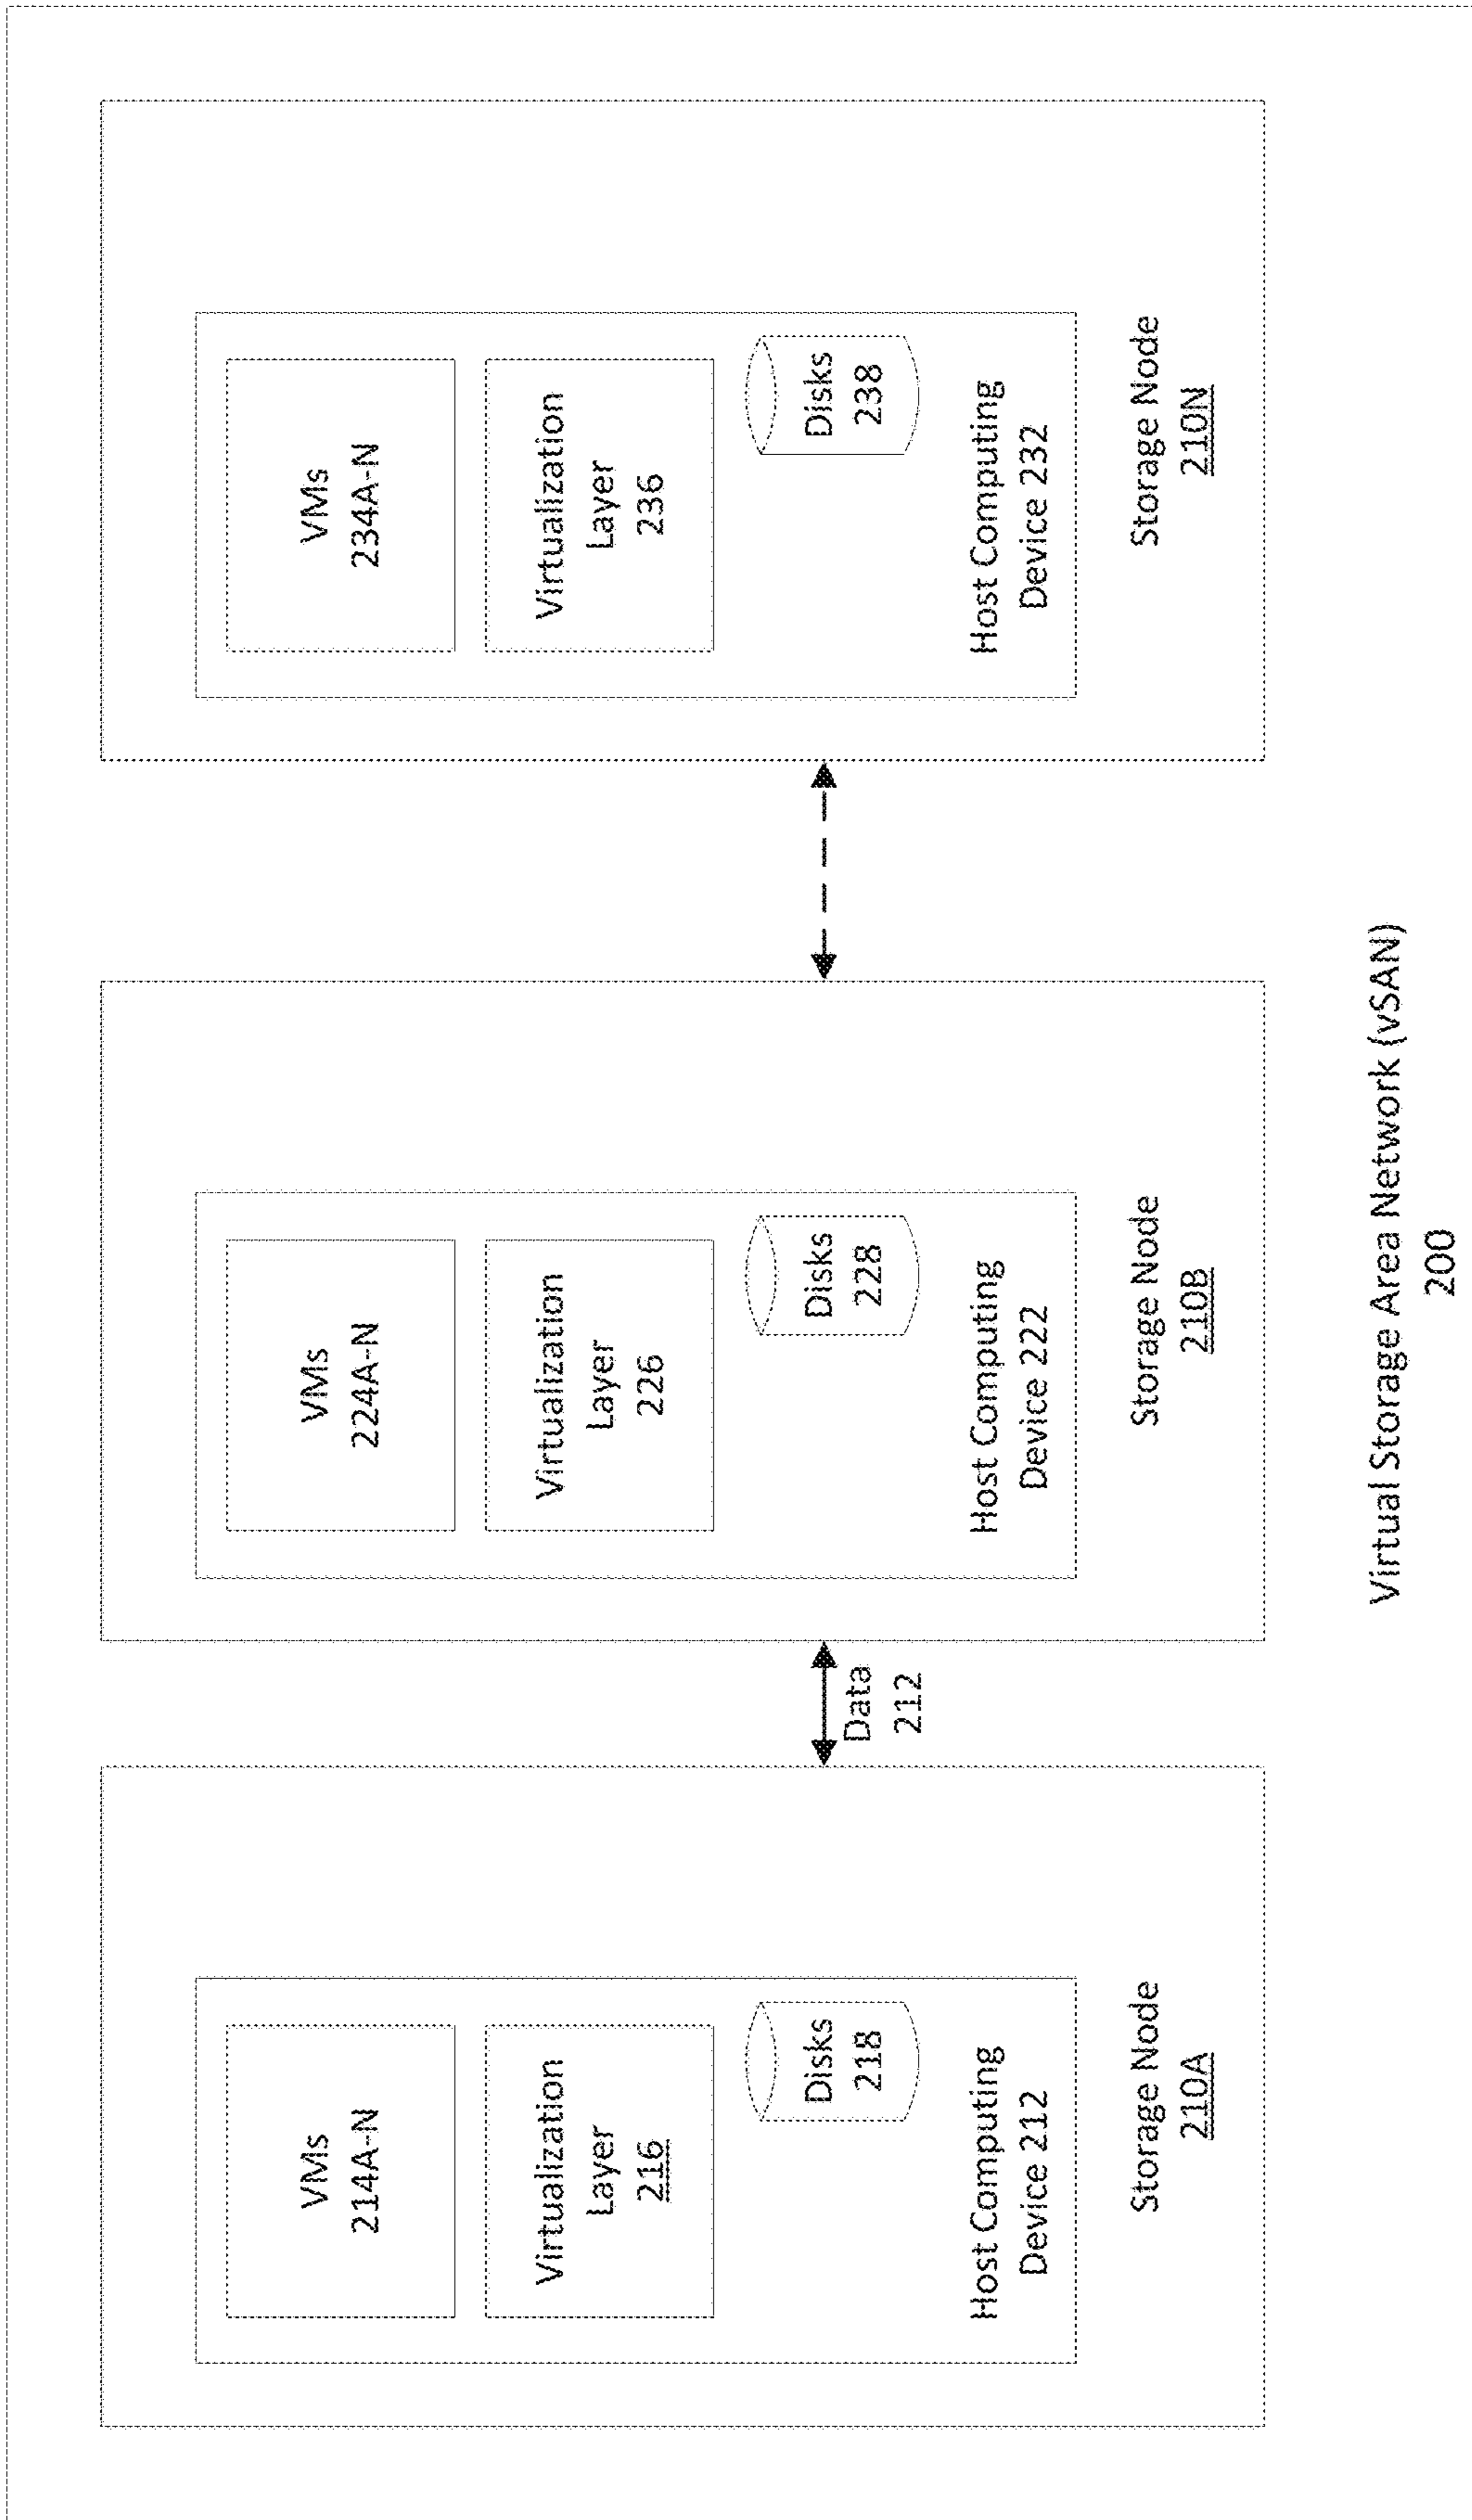 VMs
214A-N
Virtualization
Layer
216
Disks
218
Host Computing
Device 212
Storage Node
210A
Data
212
VMs
224A-N
Virtualization
Layer
226
Disks
228
Host Computing
Device 222
Storage Node
210B
VMs
234A-N
Virtualization
Layer
236
Disks
238
Host Computing
Device 232
Storage Node
210N
Virtual Storage Area Network (vSAN)
200